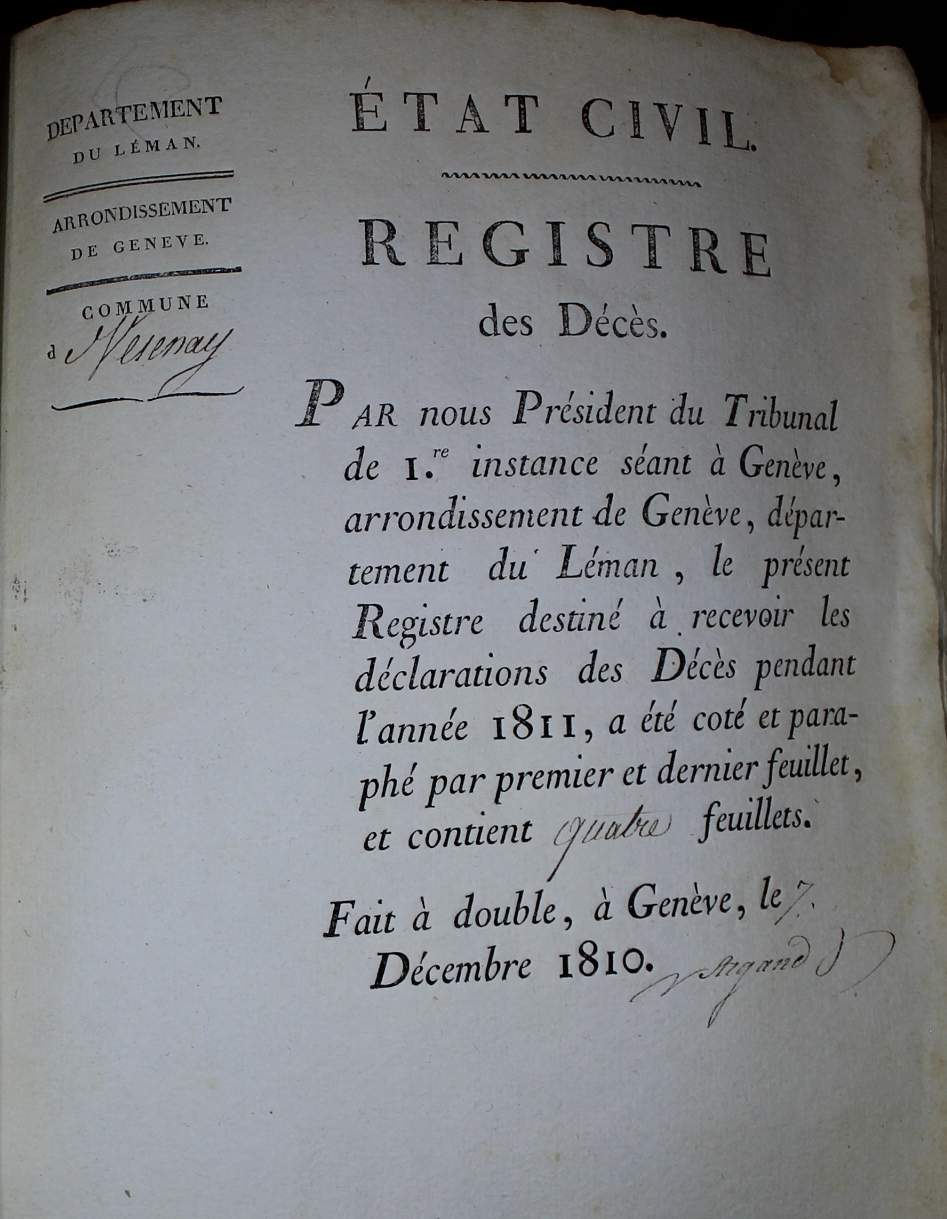 DEPARTEMENT
DU LÉMAN.
ARRONDISSEMENT
DE GENEVE.
COMMUNE
d
ÉTAT CIVIL.
REGISTRE
des Décès.
PAR nous Président du Tribunal
de 1.re instance séant à Genève,
arrondissement de Genève, dépar-
tement du Léman, le présent
Registre destiné à recevoir les
déclarations des Décès pendant
l'année 1811, a été coté et para-
phé par premier et dernier feuillet,
et contient quatre feuillets.
Fait à double, à Genève, le 7.
Décembre 1810. Argand